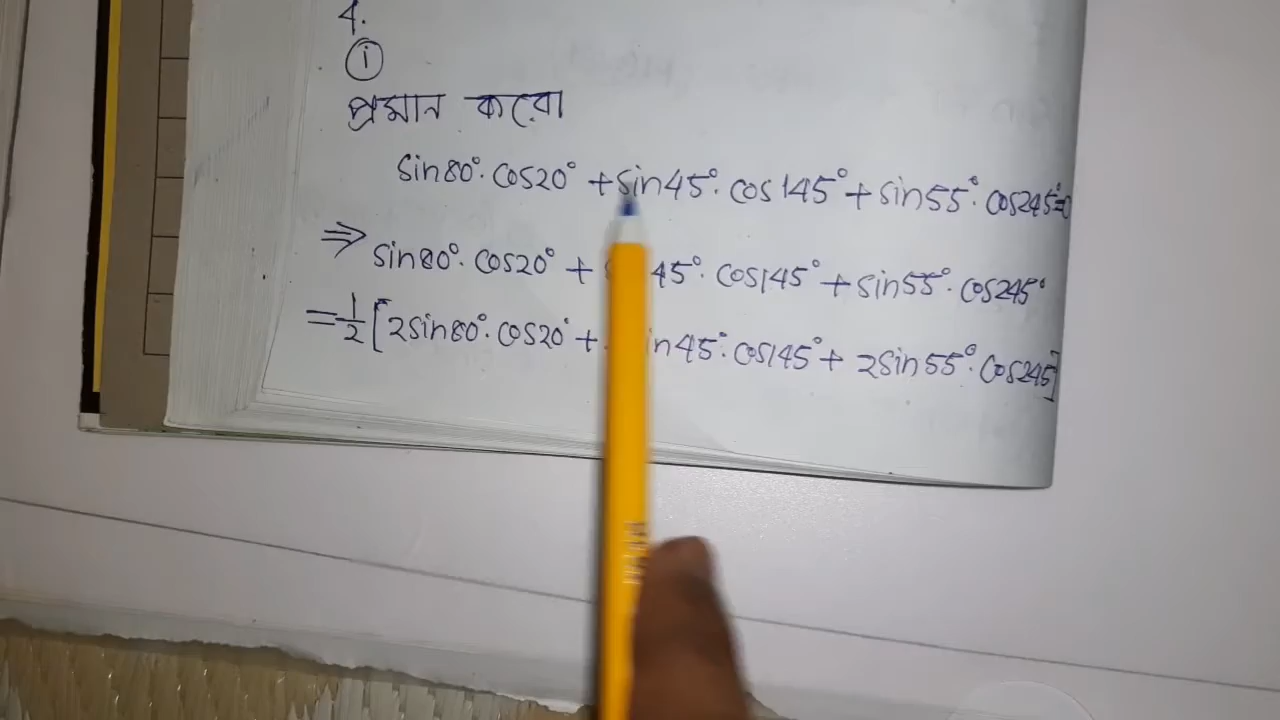 4.
i
প্রমান করো
sin80°. cos20° + sin45°. cos145° + sin55°. cos245°=0
⇒ sin80°. cos20° + 45°. cos145° + sin55°. cos245°
=1/2 [2sin80°. cos20° + in45°. cos145° + 2sin55°. cos245]